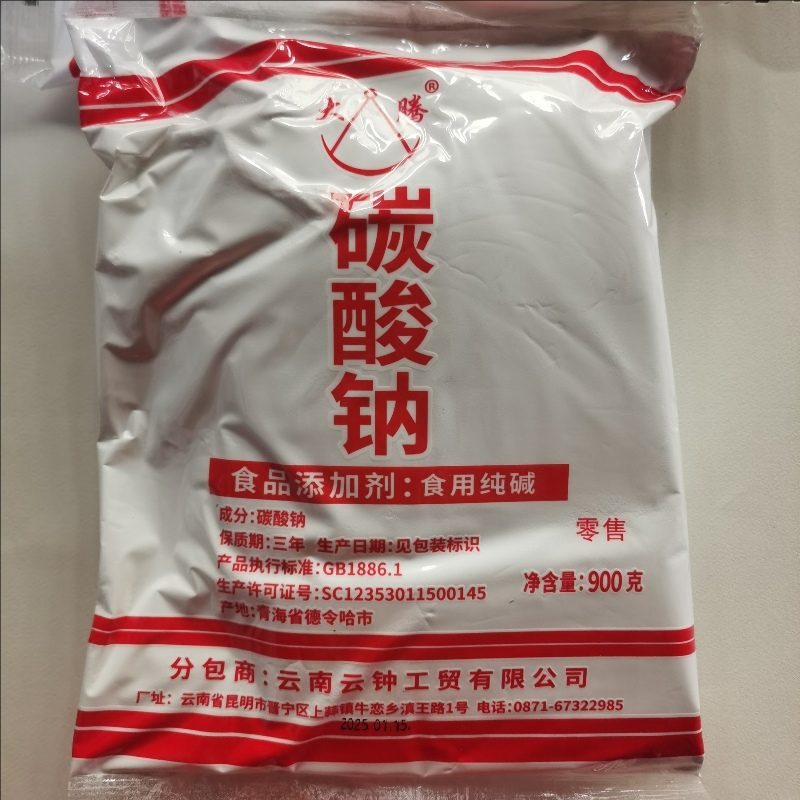 大 腾®
碳
酸
钠
食品添加剂：食用纯碱
成分：碳酸钠
保质期：三年 生产日期：见包装标识
产品执行标准：GB1886.1
生产许可证号：SC12353011500145
产地：青海省德令哈市
零售
净含量：900克
分包商：云南云钟工贸有限公司
厂址：云南省昆明市晋宁区上蒜镇牛恋乡滇王路1号 电话：0871-67322985
2025.01.15.